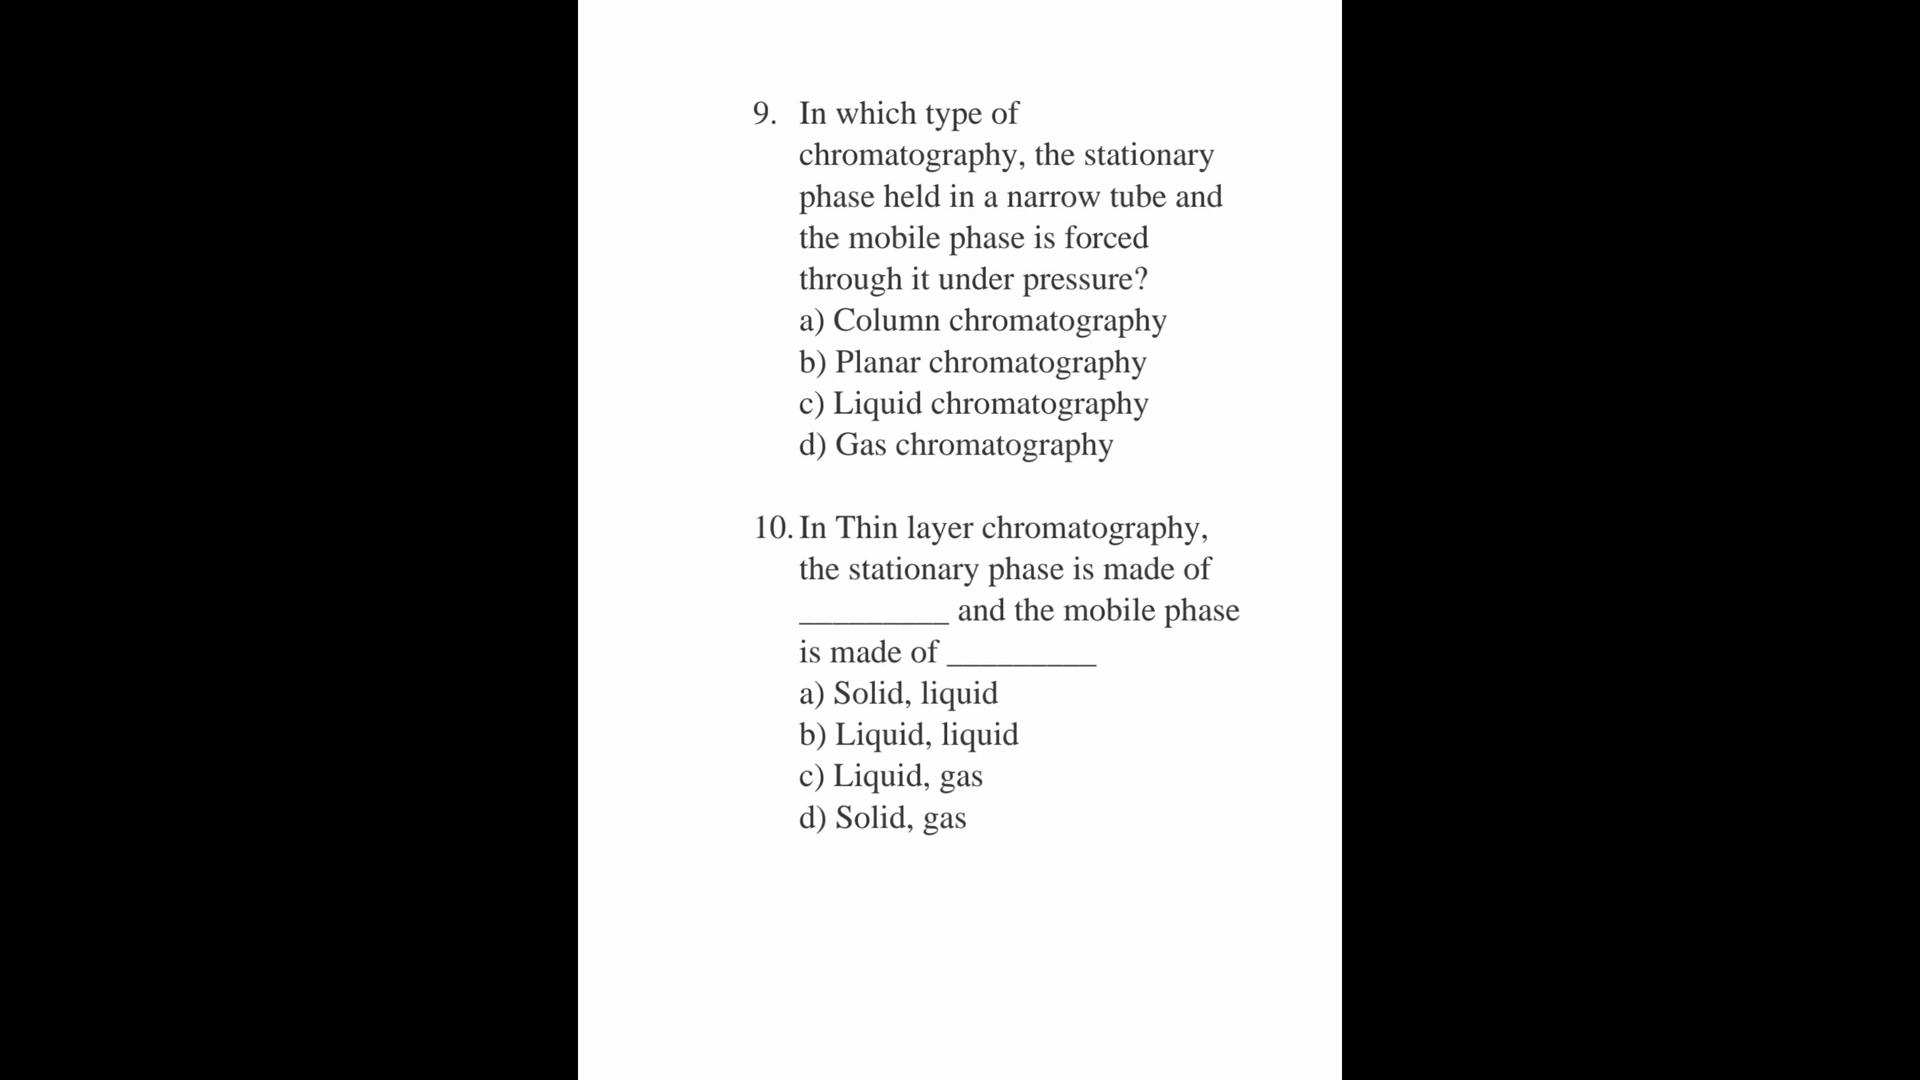 9. In which type of
chromatography, the stationary
phase held in a narrow tube and
the mobile phase is forced
through it under pressure?
a) Column chromatography
b) Planar chromatography
c) Liquid chromatography
d) Gas chromatography
10. In Thin layer chromatography,
the stationary phase is made of
_________ and the mobile phase
is made of _________
a) Solid, liquid
b) Liquid, liquid
c) Liquid, gas
d) Solid, gas